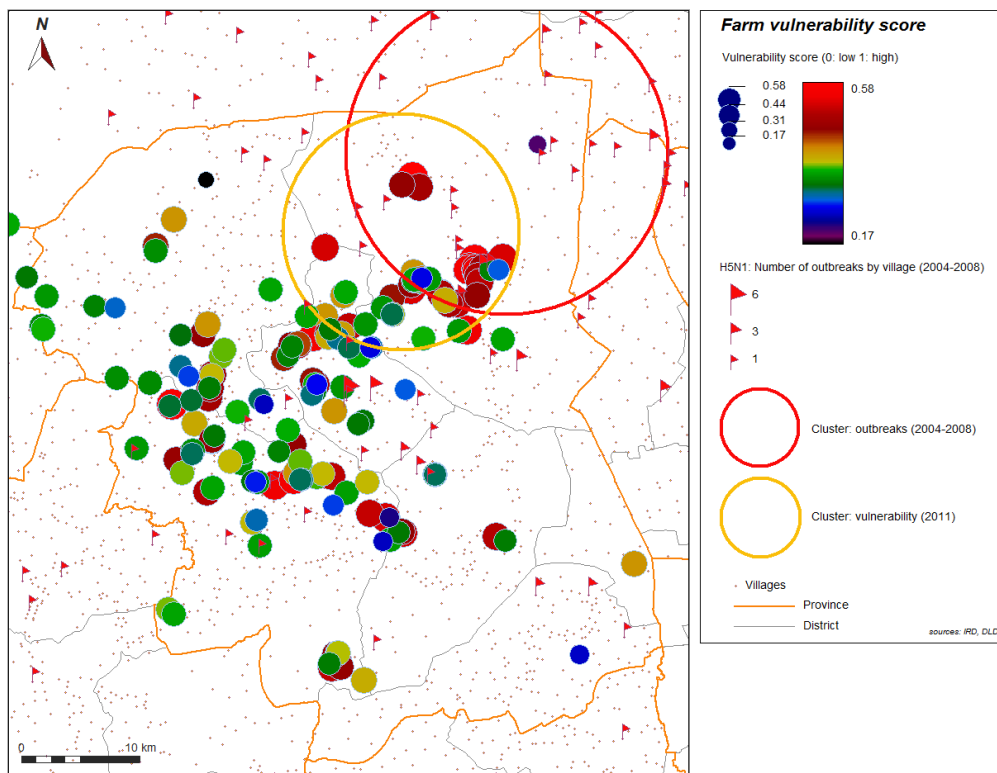 N
0
10 km
Farm vulnerability score
Vulnerability score (0: low 1: high)
0.58
0.44
0.31
0.17
0.58
0.17
H5N1: Number of outbreaks by village (2004-2008)
6
3
1
Cluster: outbreaks (2004-2008)
Cluster: vulnerability (2011)
Villages
Province
District
sources: IRD, DLD